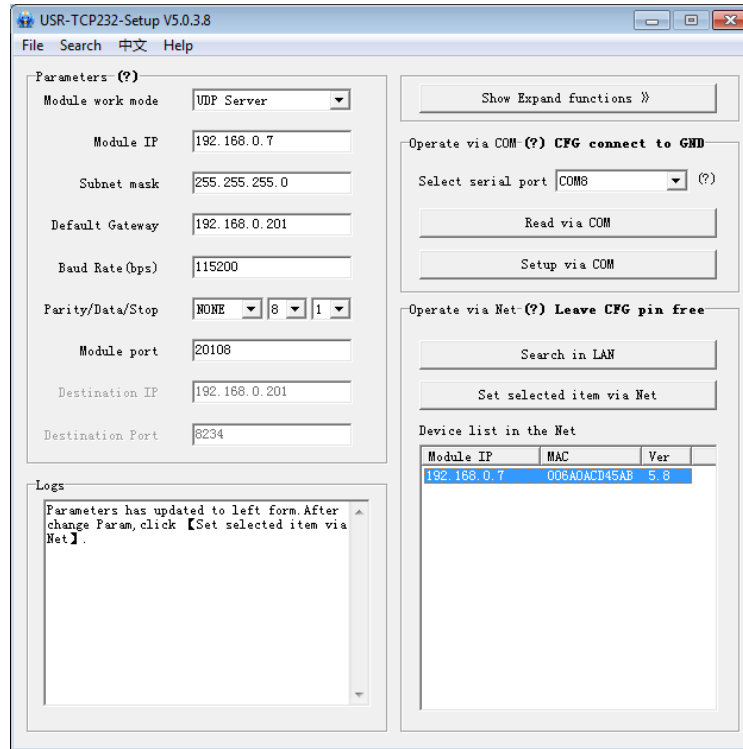 USR-TCP232-Setup V5.0.3.8
File Search 中文 Help
Parameters (?)
Module work mode UDP Server
Module IP 192.168.0.7
Subnet mask 255.255.255.0
Default Gateway 192.168.0.201
Baud Rate(bps) 115200
Parity/Data/Stop NONE 8 1
Module port 20108
Destination IP 192.168.0.201
Destination Port 8234
Logs
Parameters has updated to left form.After
change Param,click 【Set selected item via
Net】.
Show Expand functions 》
Operate via COM (?) CFG connect to GND
Select serial port COM8 (?)
Read via COM
Setup via COM
Operate via Net (?) Leave CFG pin free
Search in LAN
Set selected item via Net
Device list in the Net
Module IP MAC Ver
192.168.0.7 006A0ACD45AB 5.8